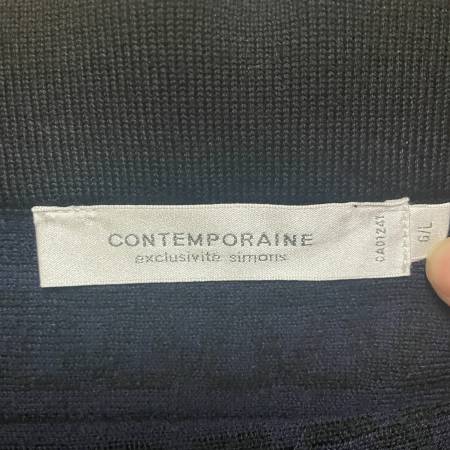 CONTEMPORAINE
exclusivité simons
CA01241
G/L